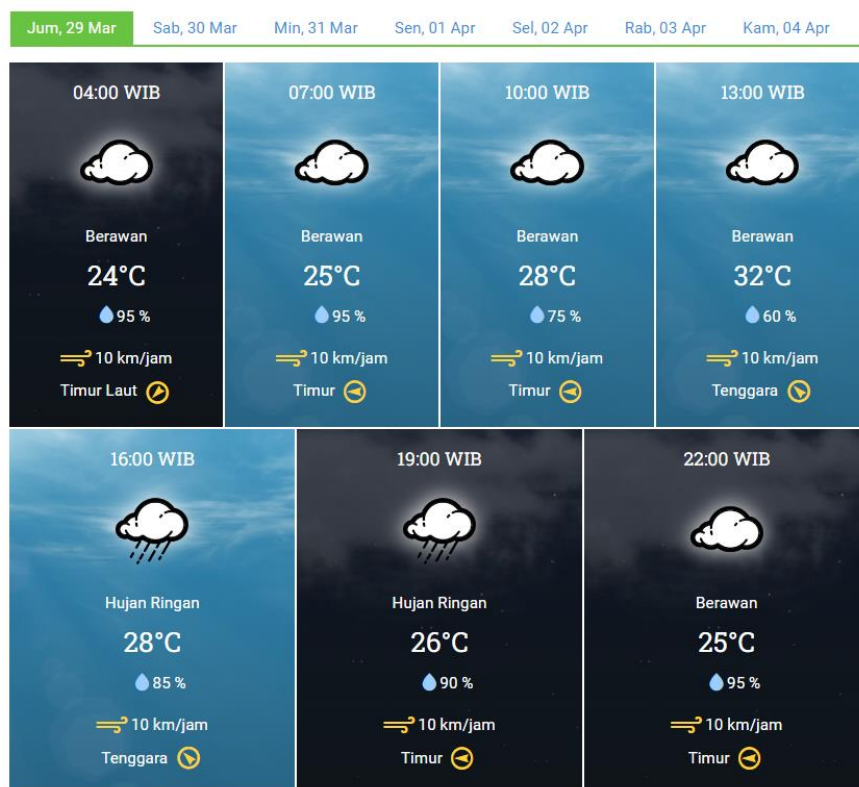 Jum, 29 Mar Sab, 30 Mar Min, 31 Mar Sen, 01 Apr Sel, 02 Apr Rab, 03 Apr Kam, 04 Apr
04:00 WIB
Berawan
24°C
95 %
10 km/jam
Timur Laut
07:00 WIB
Berawan
25°C
95 %
10 km/jam
Timur
10:00 WIB
Berawan
28°C
75 %
10 km/jam
Timur
13:00 WIB
Berawan
32°C
60 %
10 km/jam
Tenggara
16:00 WIB
Hujan Ringan
28°C
85 %
10 km/jam
Tenggara
19:00 WIB
Hujan Ringan
26°C
90 %
10 km/jam
Timur
22:00 WIB
Berawan
25°C
95 %
10 km/jam
Timur